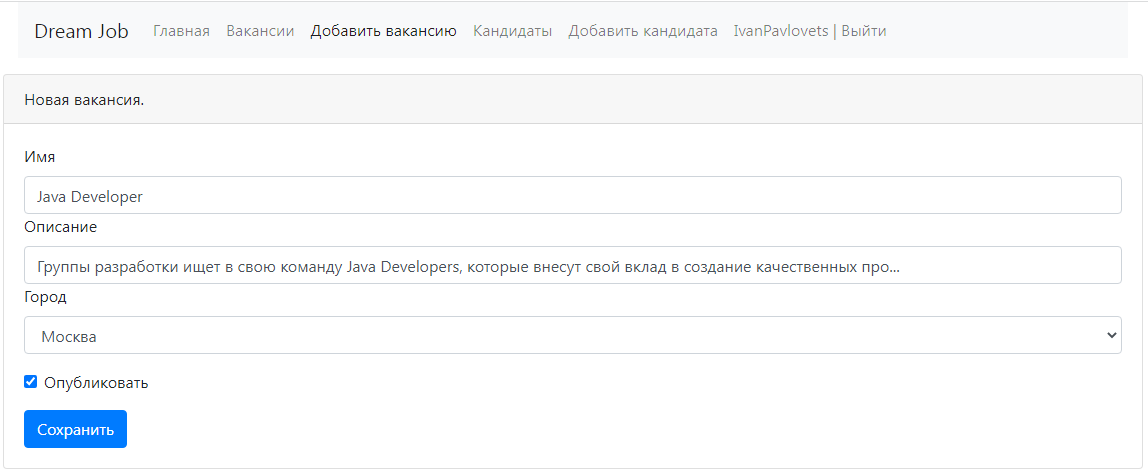 Dream Job Главная Вакансии Добавить вакансию Кандидаты Добавить кандидата IvanPavlovets | Выйти
Новая вакансия.
Имя
Java Developer
Описание
Группы разработки ищет в свою команду Java Developers, которые внесут свой вклад в создание качественных про...
Город
Москва
Опубликовать
Сохранить